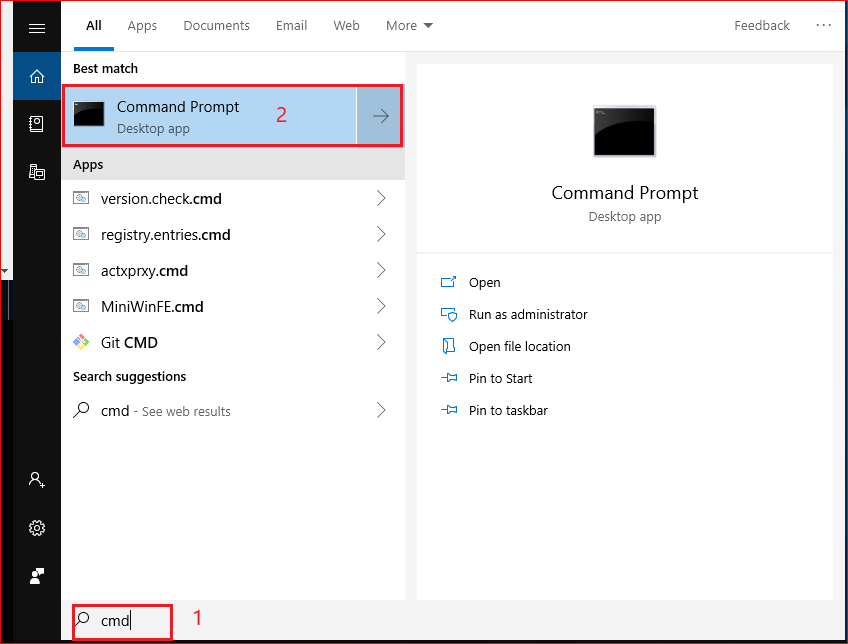 All Apps Documents Email Web More Feedback ...
Best match
Command Prompt 2
Desktop app
Apps
version.check.cmd
registry.entries.cmd
actxprxy.cmd
MiniWinFE.cmd
Git CMD
Search suggestions
cmd - See web results
cmd 1
Command Prompt
Desktop app
Open
Run as administrator
Open file location
Pin to Start
Pin to taskbar